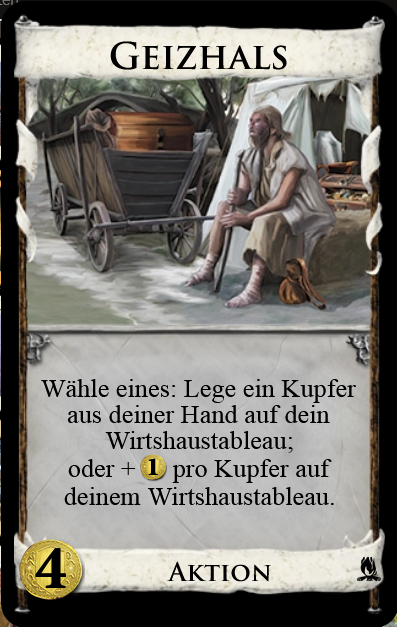 GEIZHALS
Wähle eines: Lege ein Kupfer
aus deiner Hand auf dein
Wirtshaustableau;
oder + 1 pro Kupfer auf
deinem Wirtshaustableau.
4
AKTION